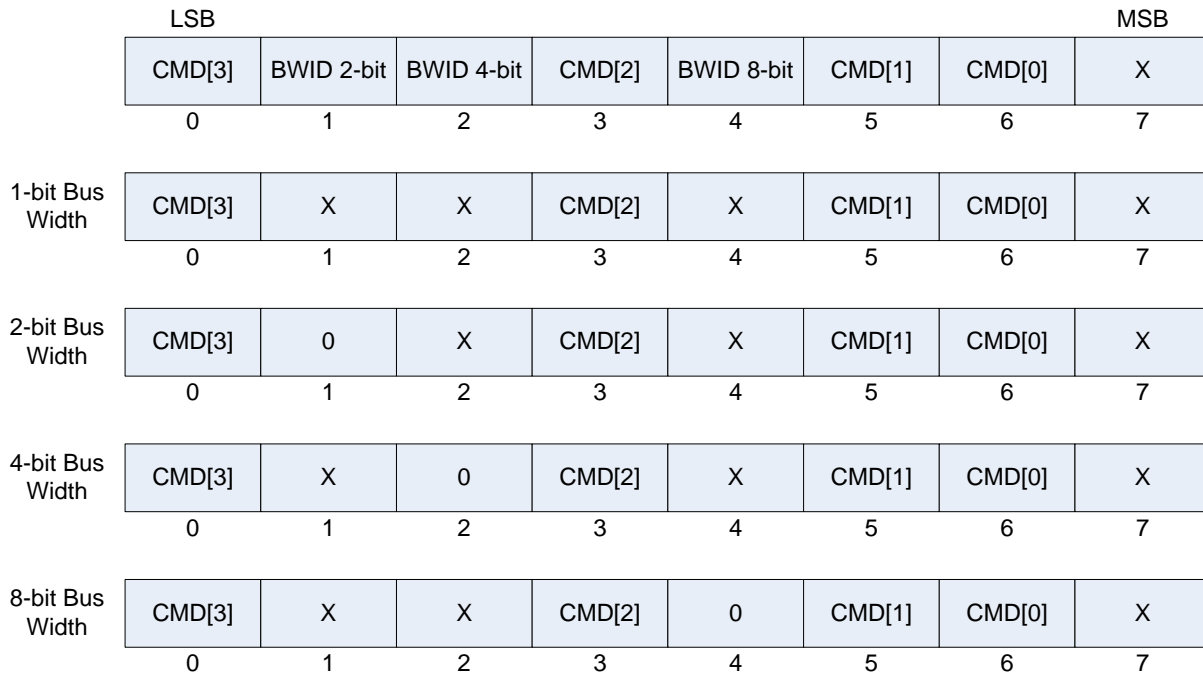 LSB MSB
CMD[3] BWID 2-bit BWID 4-bit CMD[2] BWID 8-bit CMD[1] CMD[0] X
0 1 2 3 4 5 6 7
1-bit Bus
Width
CMD[3] X X CMD[2] X CMD[1] CMD[0] X
0 1 2 3 4 5 6 7
2-bit Bus
Width
CMD[3] 0 X CMD[2] X CMD[1] CMD[0] X
0 1 2 3 4 5 6 7
4-bit Bus
Width
CMD[3] X 0 CMD[2] X CMD[1] CMD[0] X
0 1 2 3 4 5 6 7
8-bit Bus
Width
CMD[3] X X CMD[2] 0 CMD[1] CMD[0] X
0 1 2 3 4 5 6 7